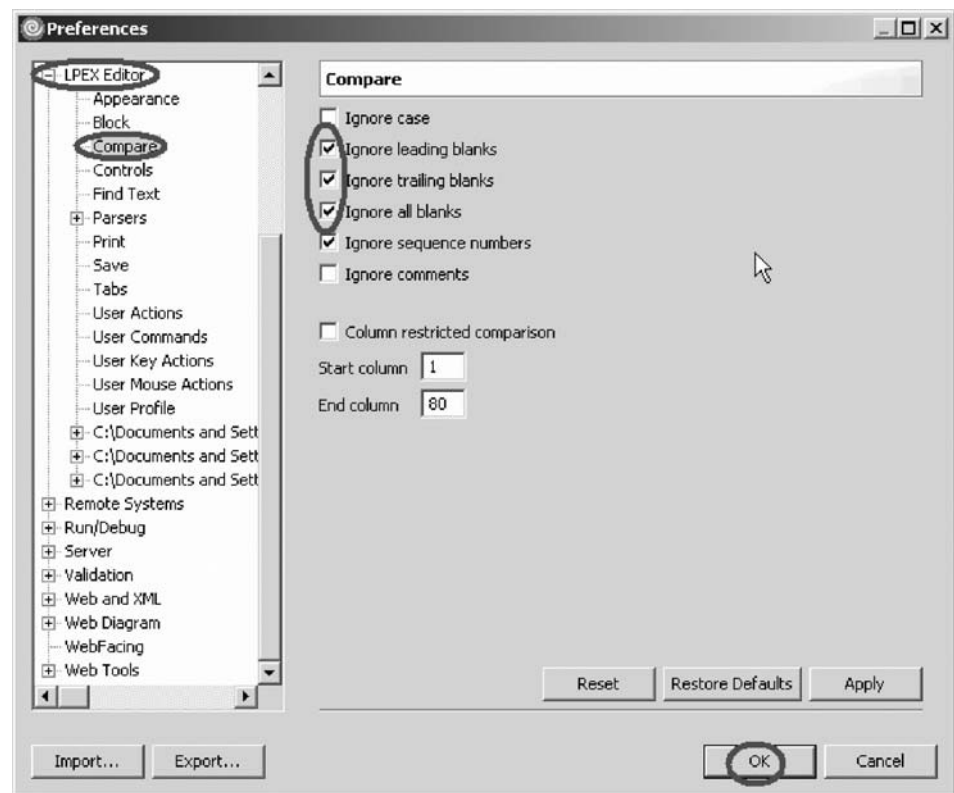 Preferences
LPEX Editor
Appearance
Block
Compare
Controls
Find Text
Parsers
Print
Save
Tabs
User Actions
User Commands
User Key Actions
User Mouse Actions
User Profile
C:\Documents and Sett
C:\Documents and Sett
C:\Documents and Sett
Remote Systems
Run/Debug
Server
Validation
Web and XML
Web Diagram
WebFacing
Web Tools
Compare
Ignore case
Ignore leading blanks
Ignore trailing blanks
Ignore all blanks
Ignore sequence numbers
Ignore comments
Column restricted comparison
Start column 1
End column 80
Reset Restore Defaults Apply
Import... Export... OK Cancel